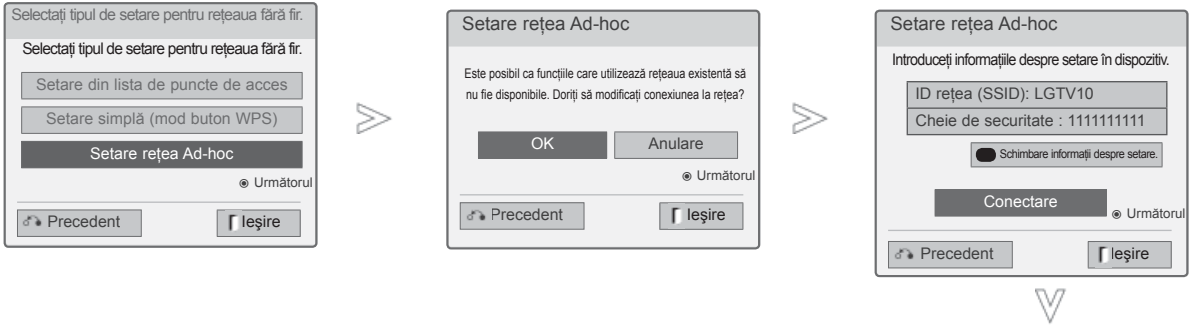 Selectați tipul de setare pentru rețeaua fără fir.
Selectați tipul de setare pentru rețeaua fără fir.
Setare din lista de puncte de acces
Setare simplă (mod buton WPS)
Setare rețea Ad-hoc
Următorul
Precedent
Ieşire
Setare rețea Ad-hoc
Este posibil ca funcțiile care utilizează rețeaua existentă să
nu fie disponibile. Doriți să modificați conexiunea la rețea?
OK
Anulare
Următorul
Precedent
Ieşire
Setare rețea Ad-hoc
Introduceți informațiile despre setare în dispozitiv.
ID rețea (SSID): LGTV10
Cheie de securitate : 1111111111
Schimbare informații despre setare.
Conectare
Următorul
Precedent
Ieşire